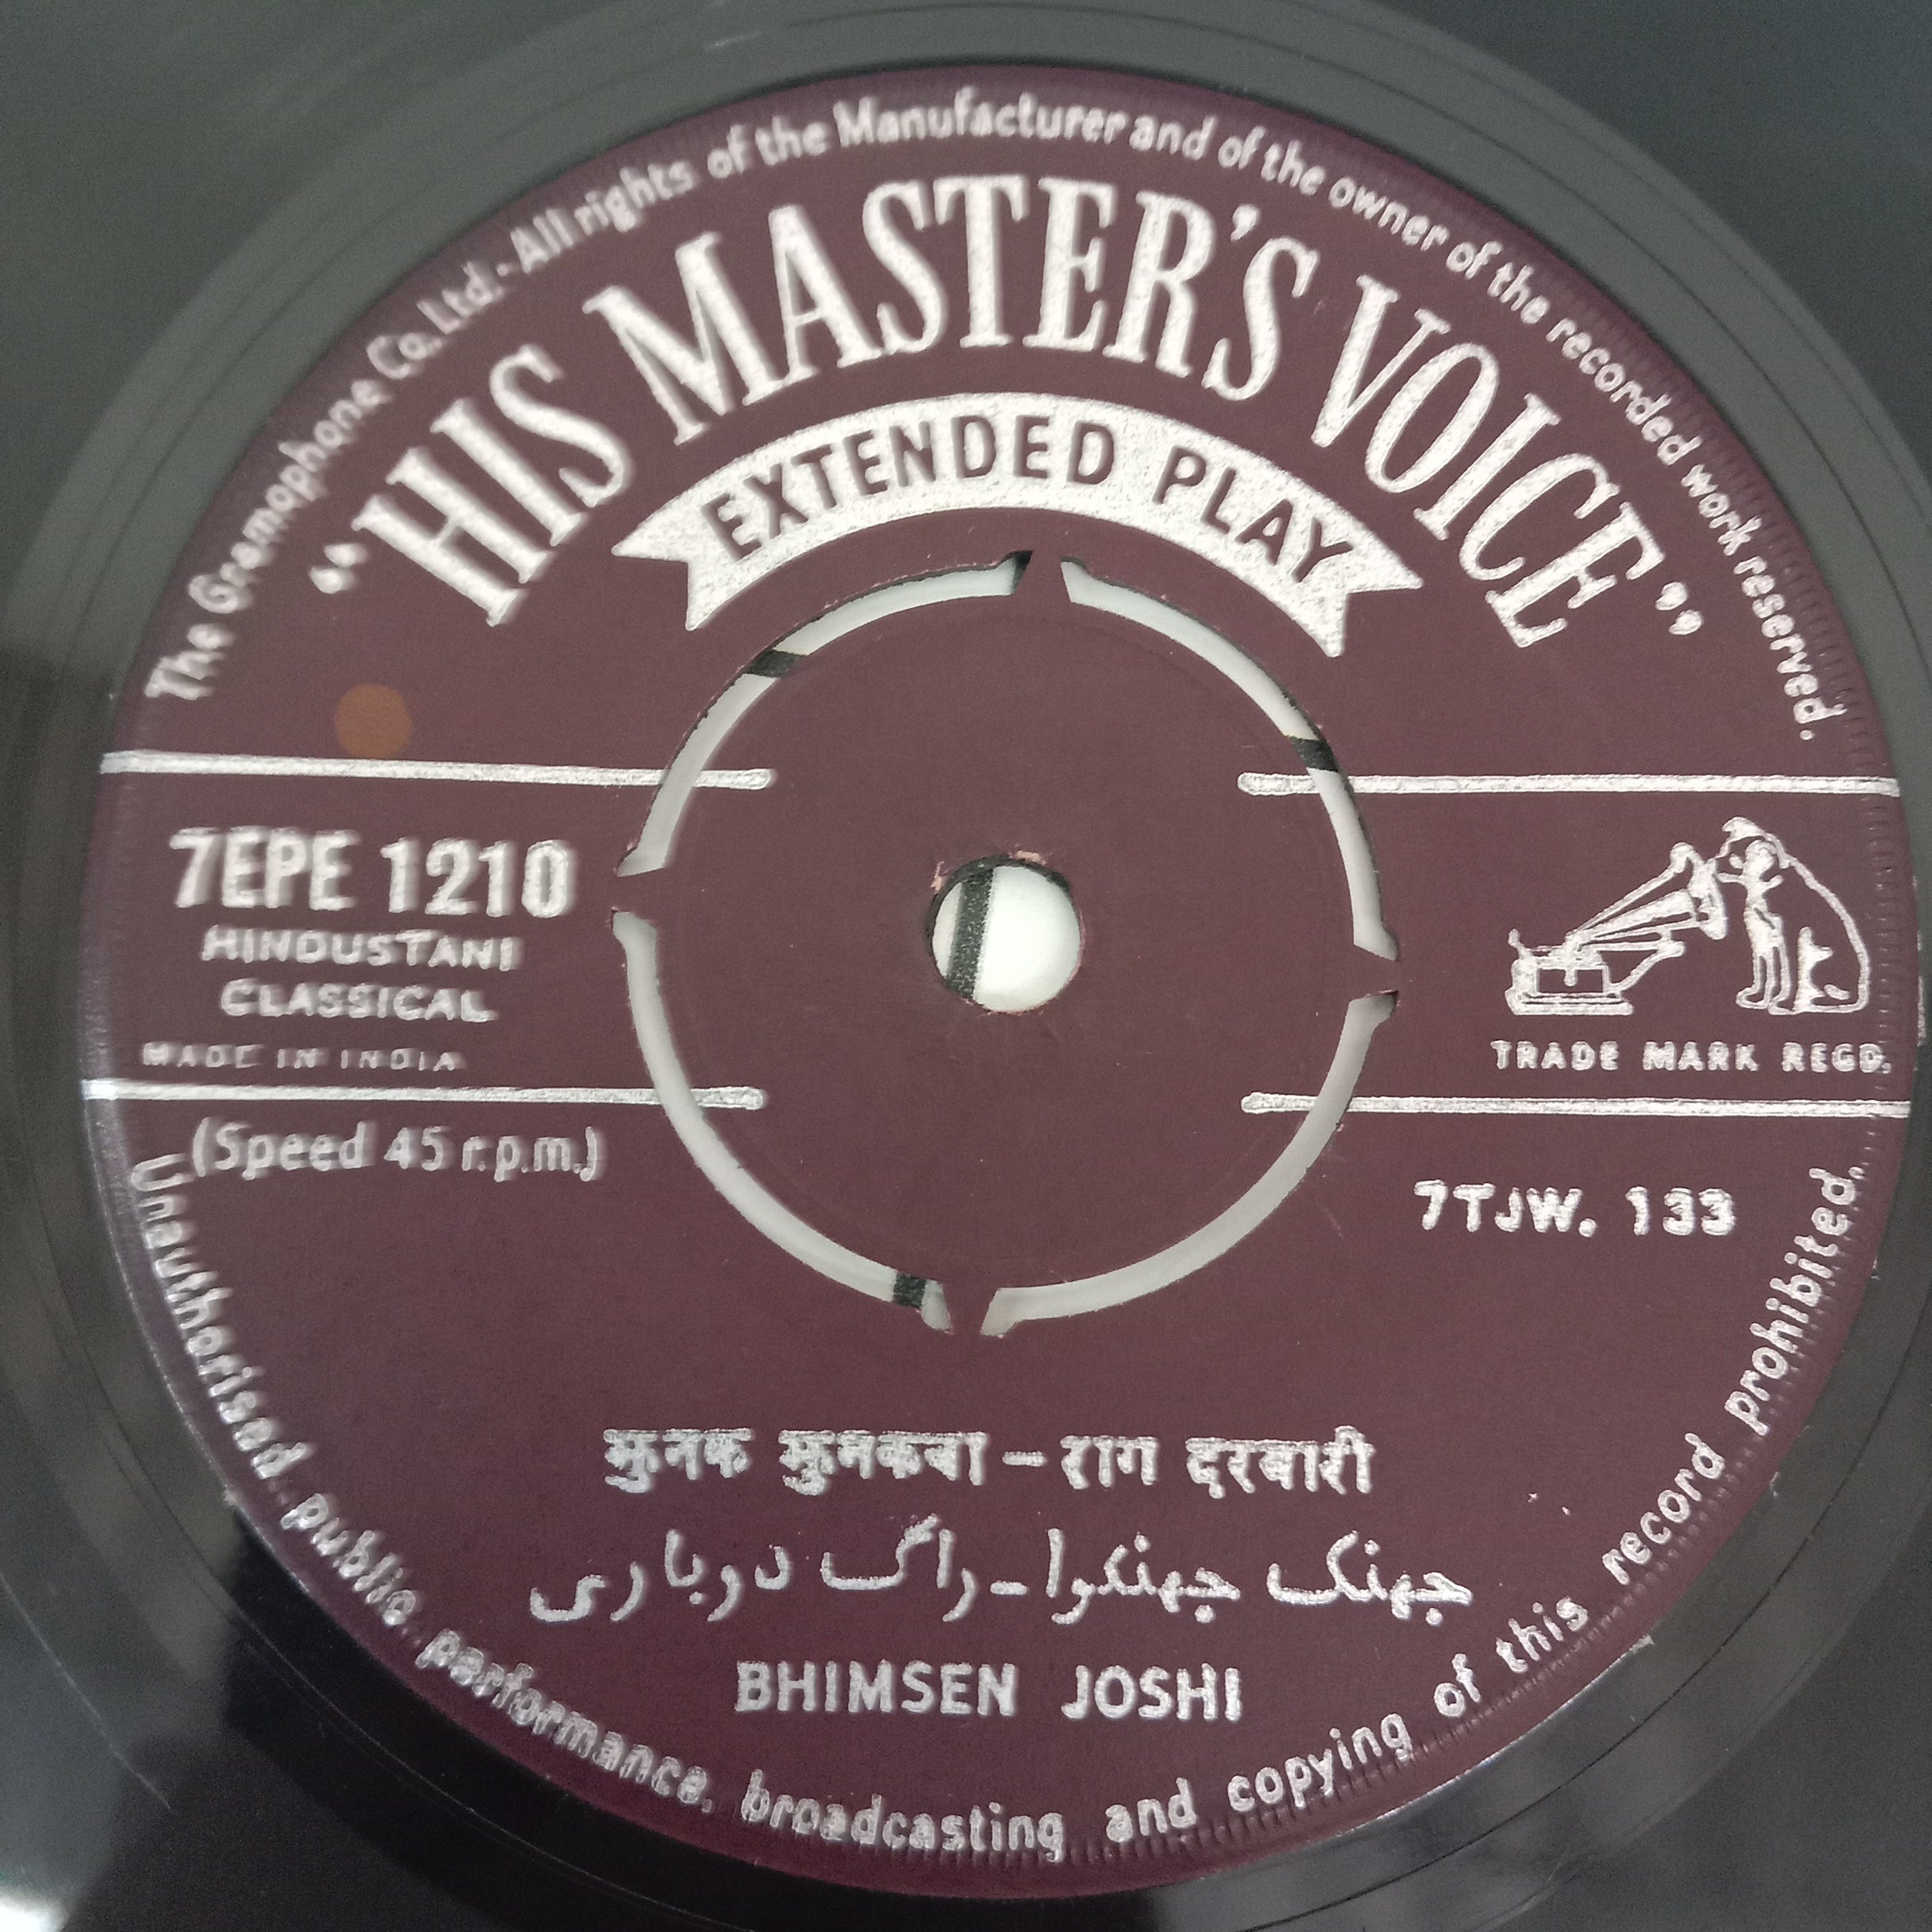 The Gramophone Co. Ltd. - All rights of the Manufacturer and of the owner of the recorded work reserved.
"HIS MASTER'S VOICE"
EXTENDED PLAY
7EPE 1210
HINDUSTANI
CLASSICAL
MADE IN INDIA
TRADE MARK REGD.
(Speed 45 r.p.m.)
7TJW. 133
झनक झनकवा - राग दरबारी
جھنک جھنکوا - راگ درباری
BHIMSEN JOSHI
Unauthorised public performance, broadcasting and copying of this record prohibited.